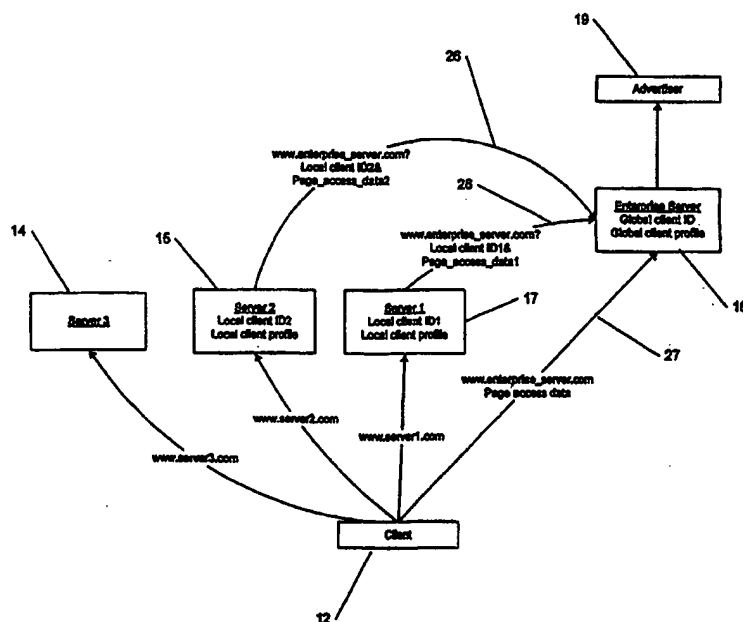 19
26
Advertiser
www.enterprise_server.com?
Local client ID2&
Page_access_data2
28
14
15
www.enterprise_server.com?
Local client ID1&
Page_access_data1
Enterprise Server
Global client ID
Global client profile
Server 3
Server 2
Local client ID2
Local client profile
Server 1
Local client ID1
Local client profile
17
18
27
www.enterprise_server.com
Page access data
www.server2.com
www.server1.com
www.server3.com
Client
12